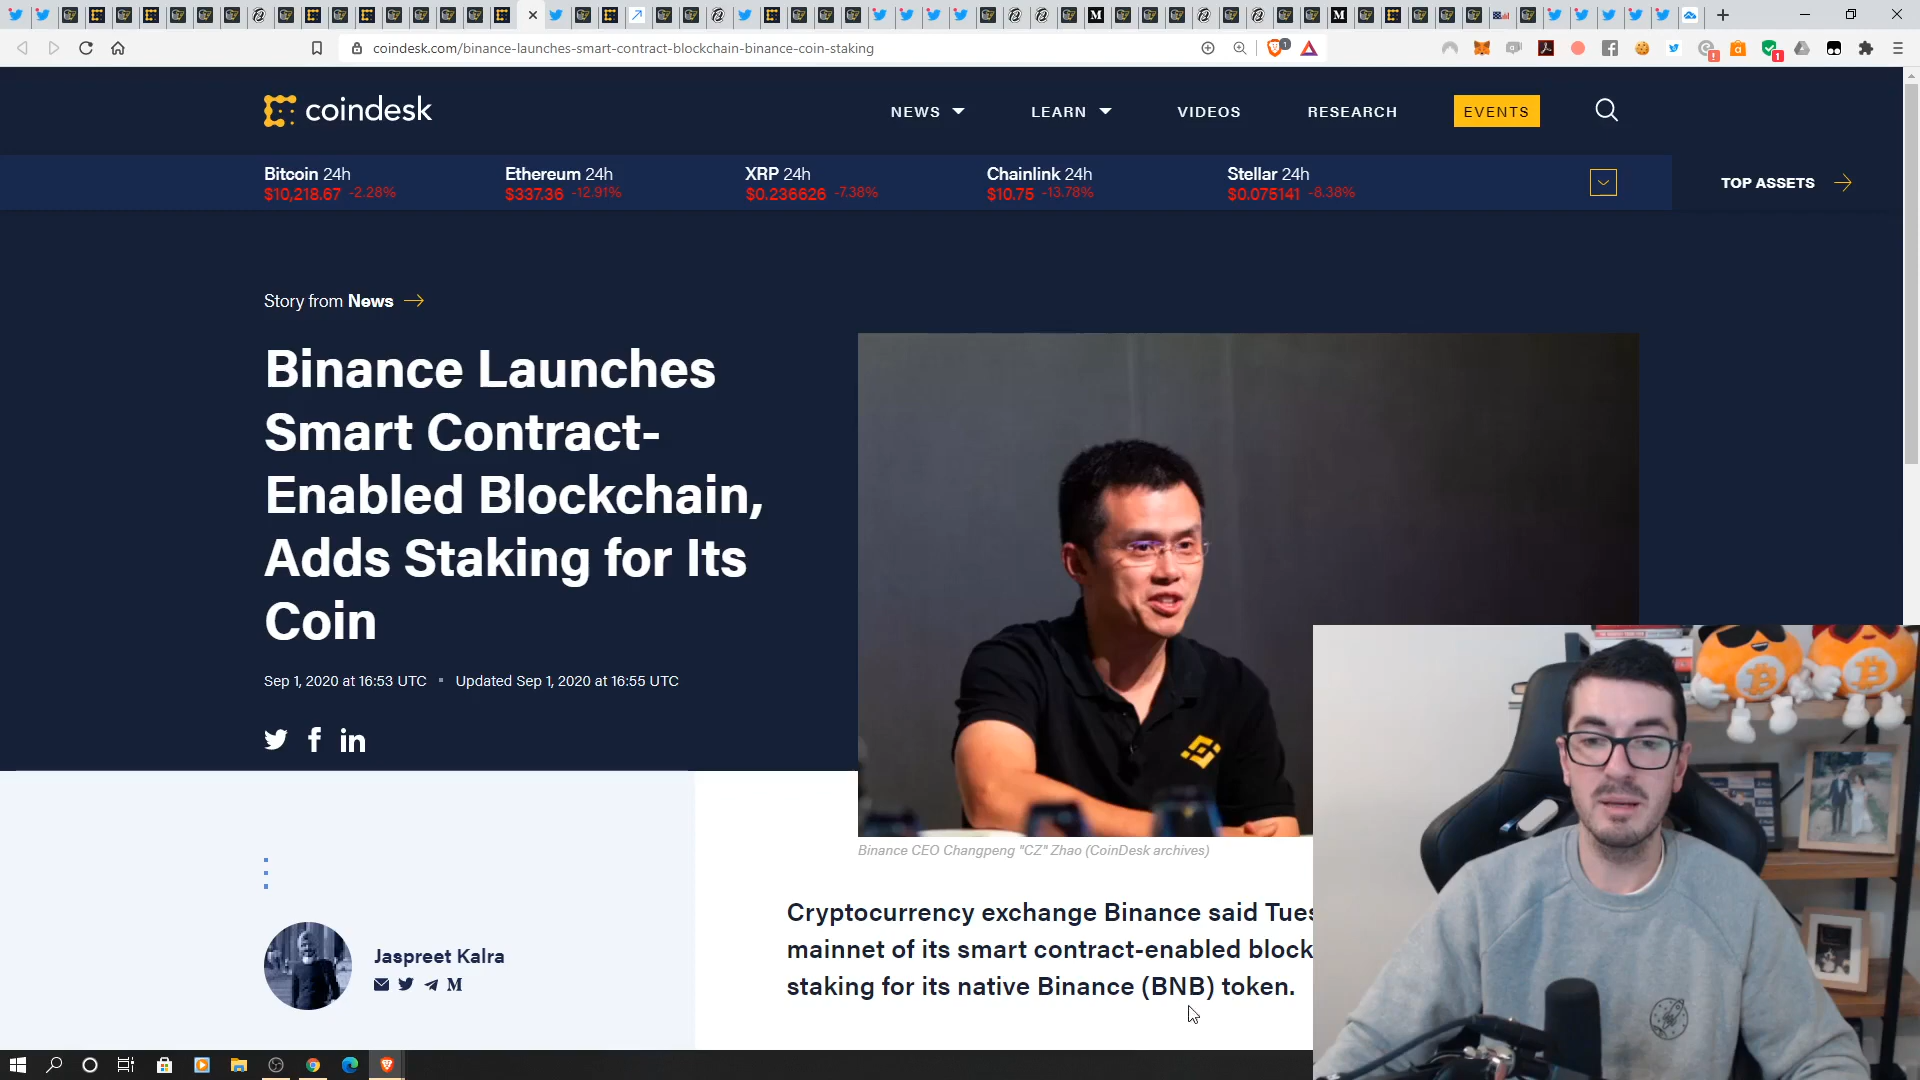 coindesk.com/binance-launches-smart-contract-blockchain-binance-coin-staking
coindesk
NEWS
LEARN
VIDEOS
RESEARCH
EVENTS
Bitcoin 24h
$10,218.67 -2.28%
Ethereum 24h
$337.36 -12.91%
XRP 24h
$0.236626 -7.38%
Chainlink 24h
$10.75 -13.78%
Stellar 24h
$0.075141 -8.38%
TOP ASSETS
Story from News
Binance Launches
Smart Contract-
Enabled Blockchain,
Adds Staking for Its
Coin
Sep 1, 2020 at 16:53 UTC ▪ Updated Sep 1, 2020 at 16:55 UTC
Binance CEO Changpeng "CZ" Zhao (CoinDesk archives)
Jaspreet Kalra
Cryptocurrency exchange Binance said Tues
mainnet of its smart contract-enabled block
staking for its native Binance (BNB) token.